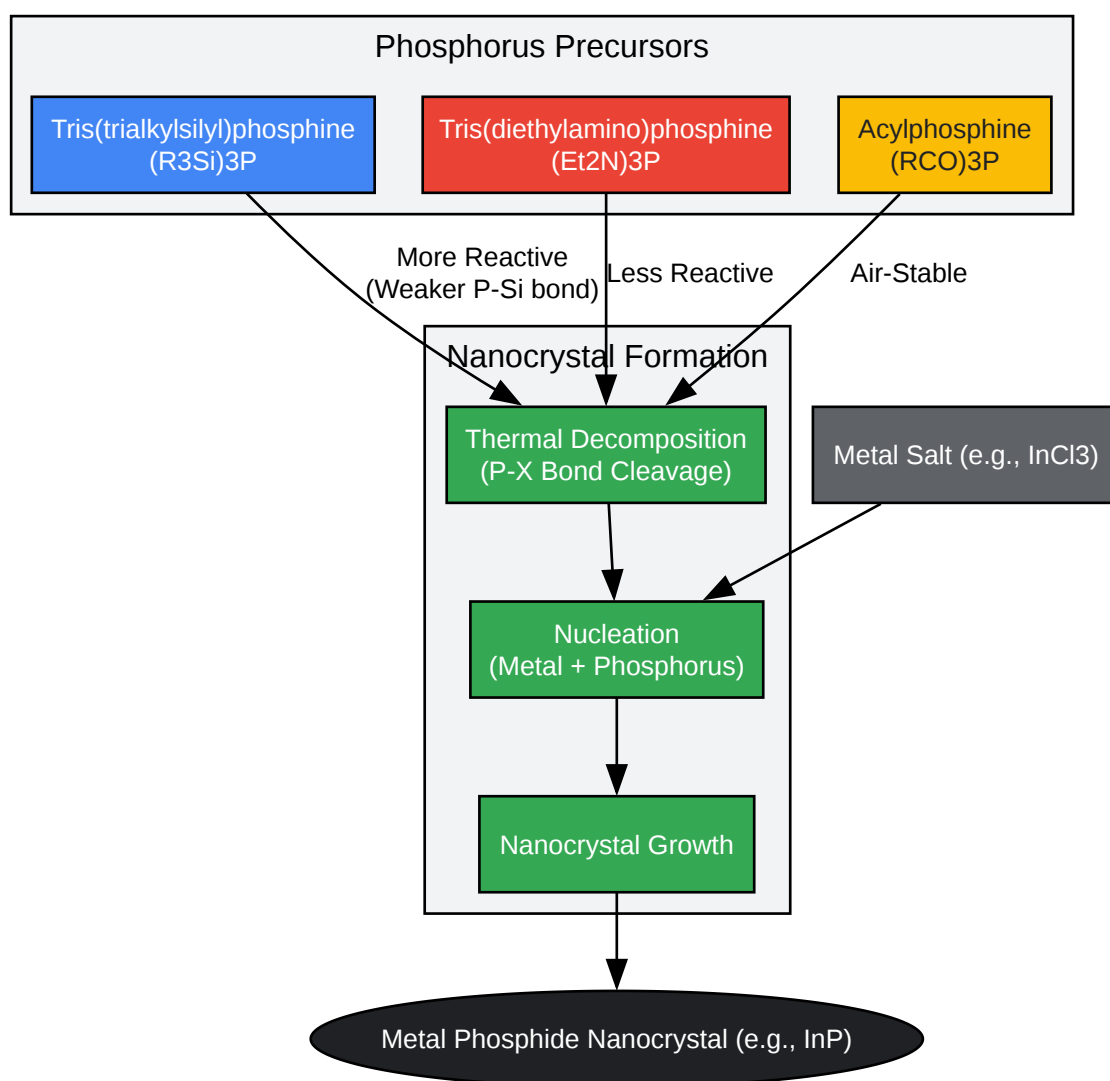 Phosphorus Precursors
Tris(trialkylsilyl)phosphine
(R3Si)3P
Tris(diethylamino)phosphine
(Et2N)3P
Acylphosphine
(RCO)3P
More Reactive
(Weaker P-Si bond)
Less Reactive
Air-Stable
Nanocrystal Formation
Thermal Decomposition
(P-X Bond Cleavage)
Metal Salt (e.g., InCl3)
Nucleation
(Metal + Phosphorus)
Nanocrystal Growth
Metal Phosphide Nanocrystal (e.g., InP)